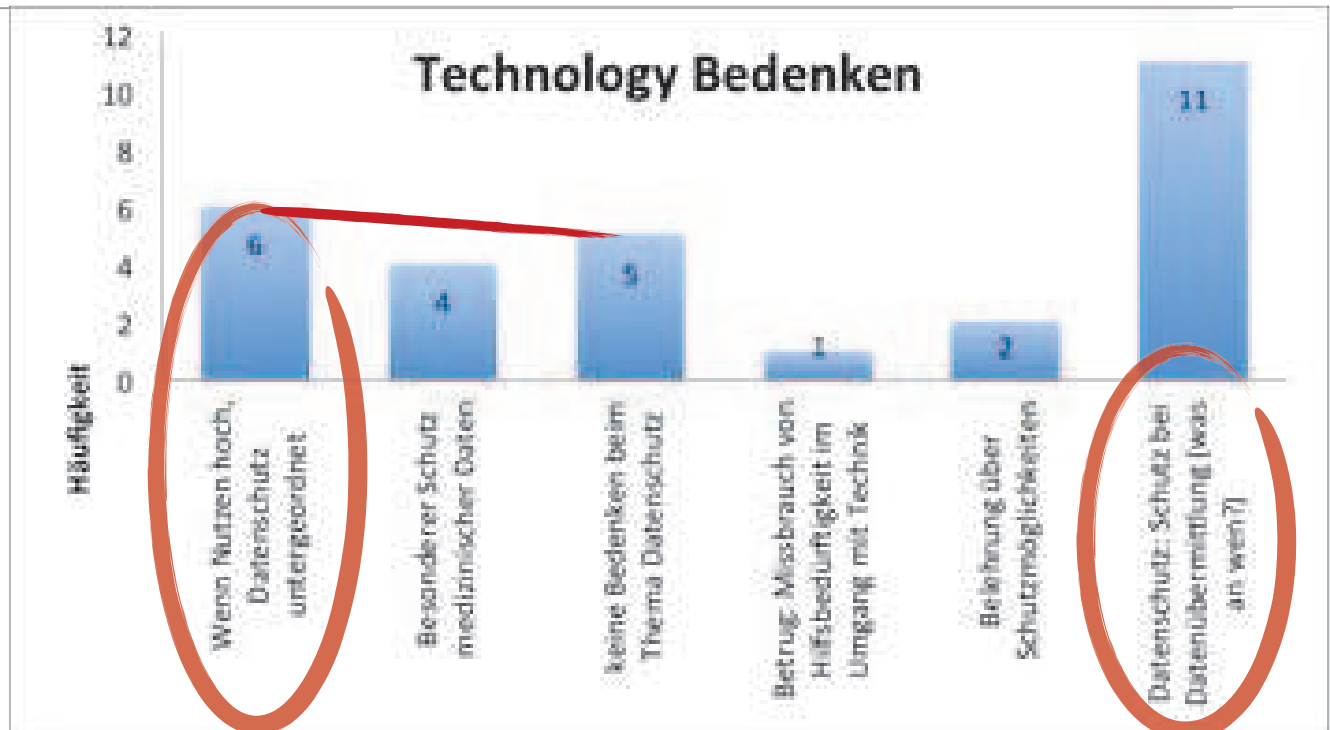 Technology Bedenken
12
10
8
6
4
2
0
Häufigkeit
6
4
5
1
2
11
Wenn Nutzen hoch,
Datenschutz
untergeordnet
Besonderer Schutz
medizinischer Daten
keine Bedenken beim
Thema Datenschutz
Betrug: Missbrauch von
Hilfsbedürftigkeit im
Umgang mit Technik
Belehrung über
Schutzmöglichkeiten
Datenschutz: Schutz bei
Datenübermittlung [was
an wen?]